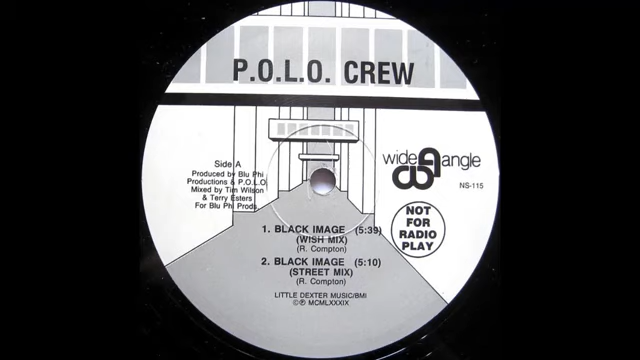 P.O.L.O. CREW
Side A
Produced by Blu Phi
Productions & P.O.L.O.
Mixed by Tim Wilson
& Terry Esters
For Blu Phi Prods.
wide angle
NS-115
NOT
FOR
RADIO
PLAY
1. BLACK IMAGE (5:39)
(WISH MIX)
(R. Compton)
2. BLACK IMAGE (5:10)
(STREET MIX)
(R. Compton)
LITTLE DEXTER MUSIC/BMI
©℗ MCMLXXXIX